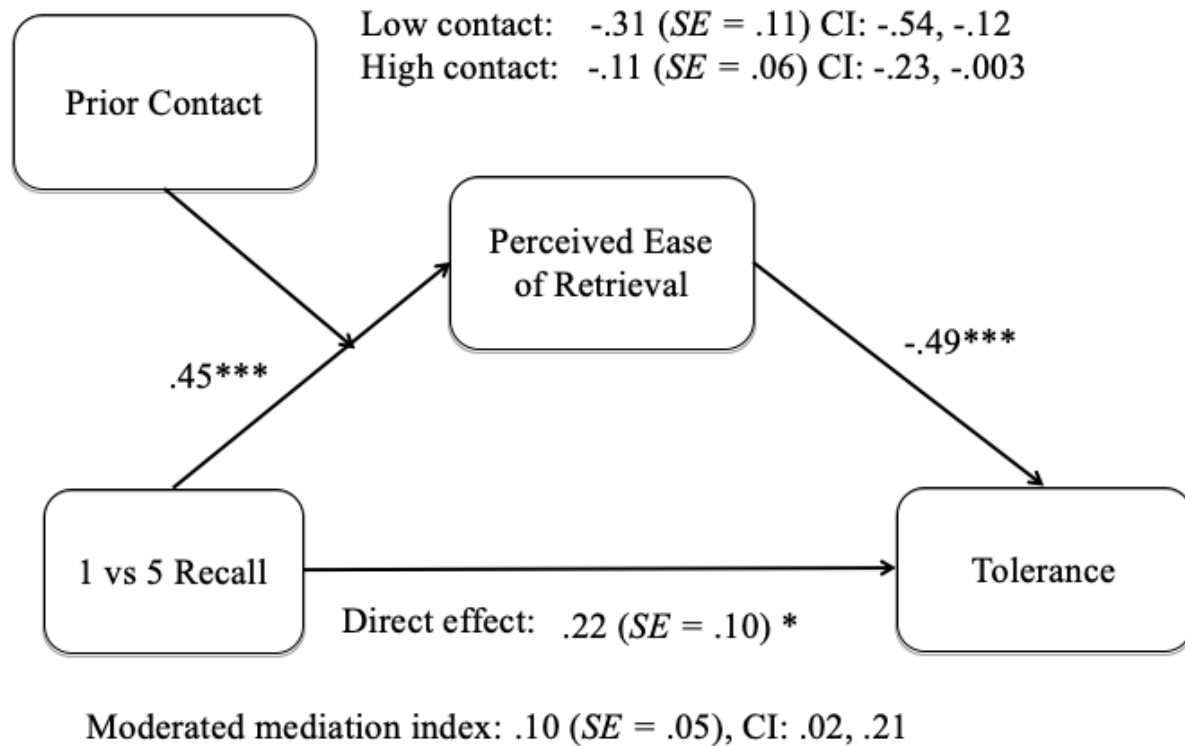 Low contact: -.31 (SE = .11) CI: -.54, -.12
High contact: -.11 (SE = .06) CI: -.23, -.003
Prior Contact
Perceived Ease
of Retrieval
.45***
-.49***
1 vs 5 Recall
Tolerance
Direct effect: .22 (SE = .10) *
Moderated mediation index: .10 (SE = .05), CI: .02, .21